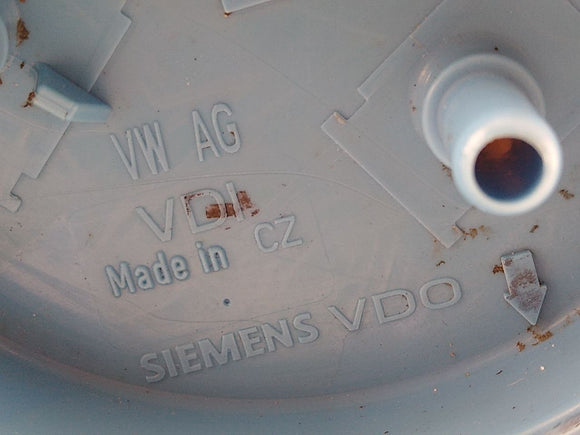 VW AG
VDI
Made in CZ
SIEMENS VDO